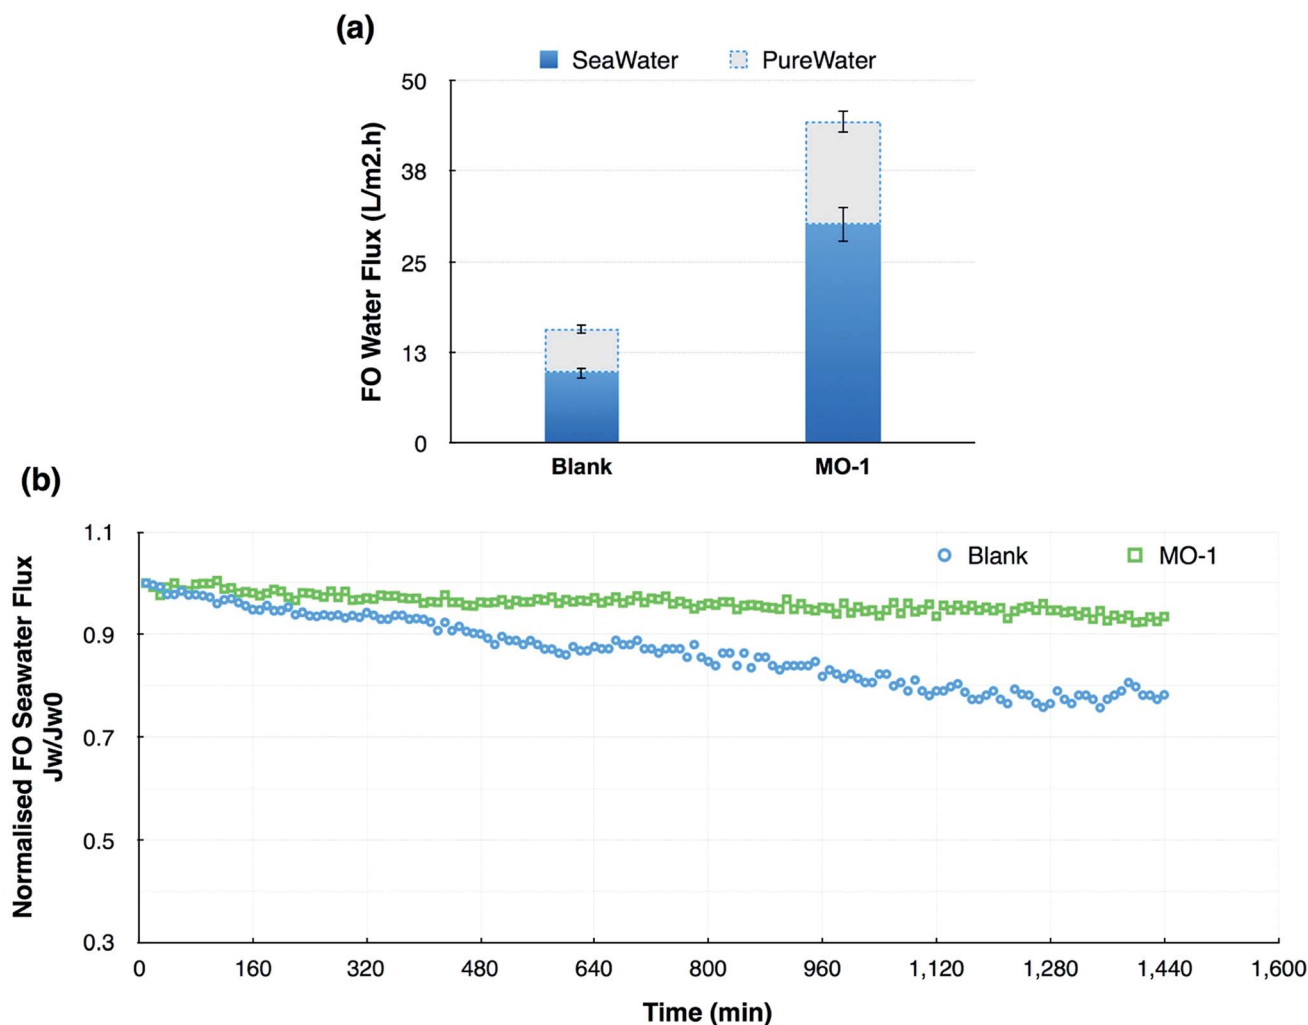 (a)
SeaWater PureWater
50
38
25
13
0
FO Water Flux (L/m2.h)
Blank MO-1
(b)
1.1
0.9
0.7
0.5
0.3
Normalised FO Seawater Flux
Jw/Jw0
Blank MO-1
0 160 320 480 640 800 960 1,120 1,280 1,440 1,600
Time (min)